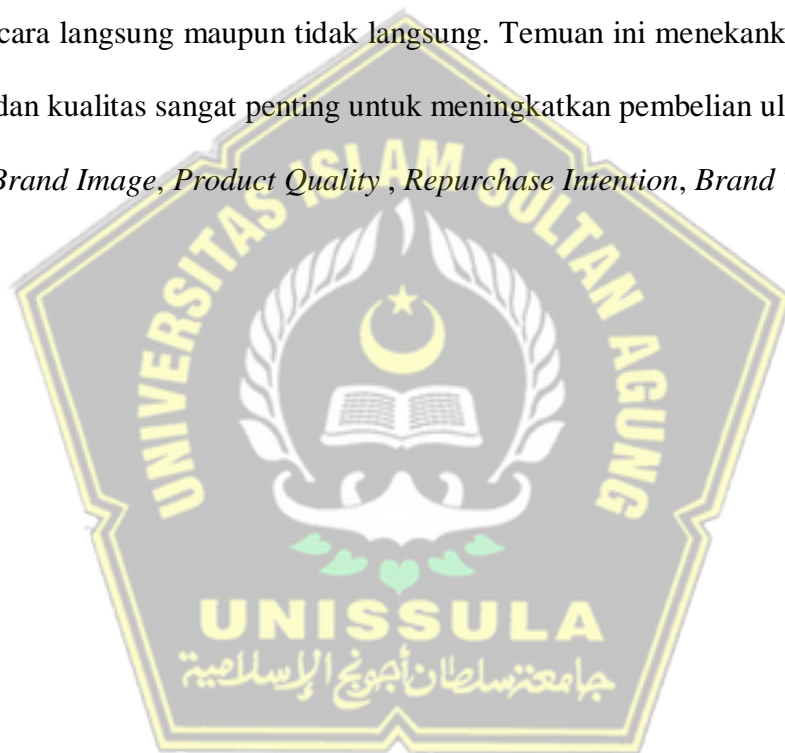 cara langsung maupun tidak langsung. Temuan ini menekank
dan kualitas sangat penting untuk meningkatkan pembelian ul
Brand Image, Product Quality , Repurchase Intention, Brand
UNIVERSITAS ISLAM SULTAN AGUNG
UNISSULA
جامعة سلطان أجونج الإسلامية